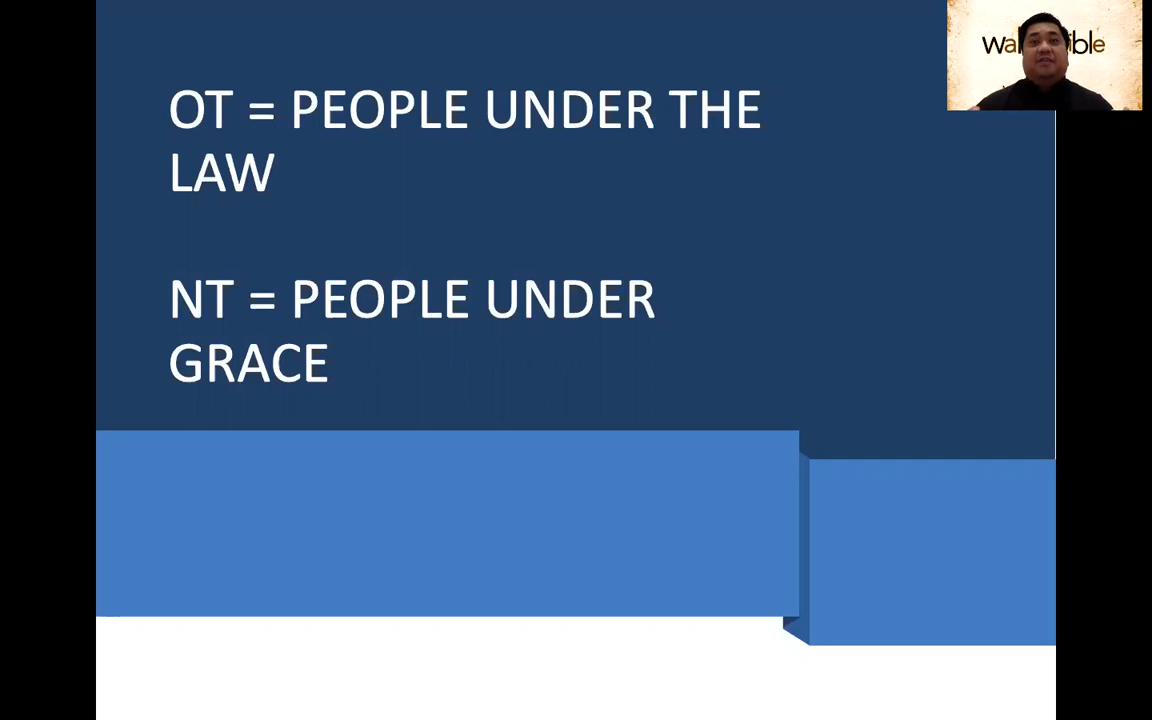 OT = PEOPLE UNDER THE
LAW
NT = PEOPLE UNDER
GRACE